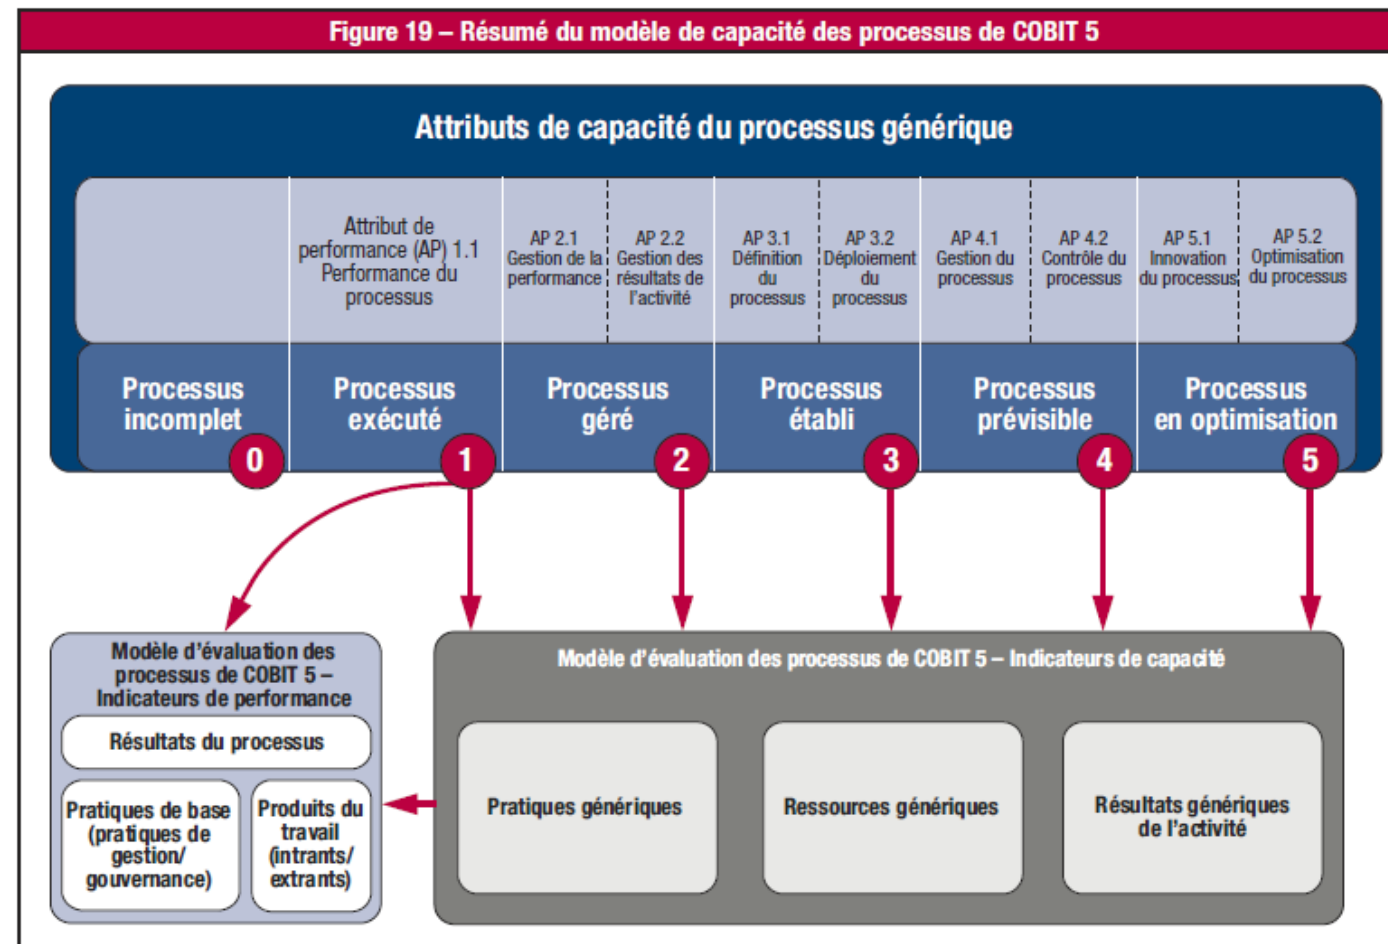 Figure 19 – Résumé du modèle de capacité des processus de COBIT 5
Attributs de capacité du processus générique
Attribut de
performance (AP) 1.1
Performance du
processus
AP 2.1
Gestion de la
performance
AP 2.2
Gestion des
résultats de
l’activité
AP 3.1
Définition
du
processus
AP 3.2
Déploiement
du
processus
AP 4.1
Gestion du
processus
AP 4.2
Contrôle du
processus
AP 5.1
Innovation
du processus
AP 5.2
Optimisation
du processus
Processus
incomplet
0
Processus
exécuté
1
Processus
géré
2
Processus
établi
3
Processus
prévisible
4
Processus
en optimisation
5
Modèle d’évaluation des
processus de COBIT 5 –
Indicateurs de performance
Résultats du processus
Pratiques de base
(pratiques de
gestion/
gouvernance)
Produits du
travail
(intrants/
extrants)
Modèle d’évaluation des processus de COBIT 5 – Indicateurs de capacité
Pratiques génériques
Ressources génériques
Résultats génériques
de l’activité